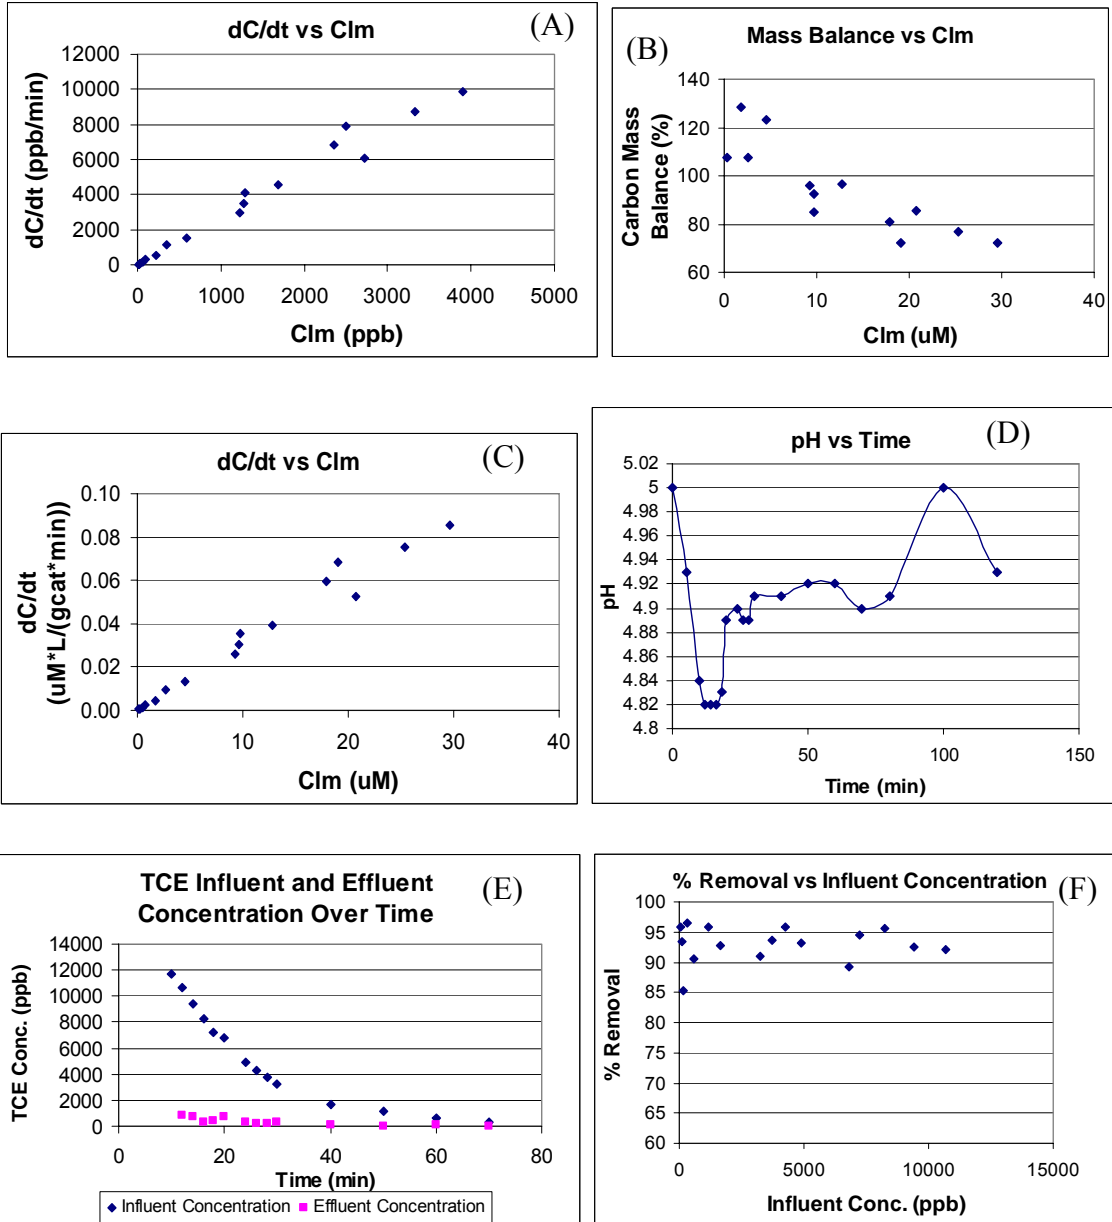 dC/dt vs Clm
(A)
dC/dt (ppb/min)
12000
10000
8000
6000
4000
2000
0
0 1000 2000 3000 4000 5000
Clm (ppb)
(B)
Mass Balance vs Clm
Carbon Mass
Balance (%)
140
120
100
80
60
0 10 20 30 40
Clm (uM)
dC/dt vs Clm
(C)
dC/dt
(uM*L/(gcat*min))
0.10
0.08
0.06
0.04
0.02
0.00
0 10 20 30 40
Clm (uM)
pH vs Time
(D)
pH
5.02
5
4.98
4.96
4.94
4.92
4.9
4.88
4.86
4.84
4.82
4.8
0 50 100 150
Time (min)
TCE Influent and Effluent
Concentration Over Time
(E)
TCE Conc. (ppb)
14000
12000
10000
8000
6000
4000
2000
0
0 20 40 60 80
Time (min)
Influent Concentration Effluent Concentration
% Removal vs Influent Concentration
(F)
% Removal
100
95
90
85
80
75
70
65
60
0 5000 10000 15000
Influent Conc. (ppb)